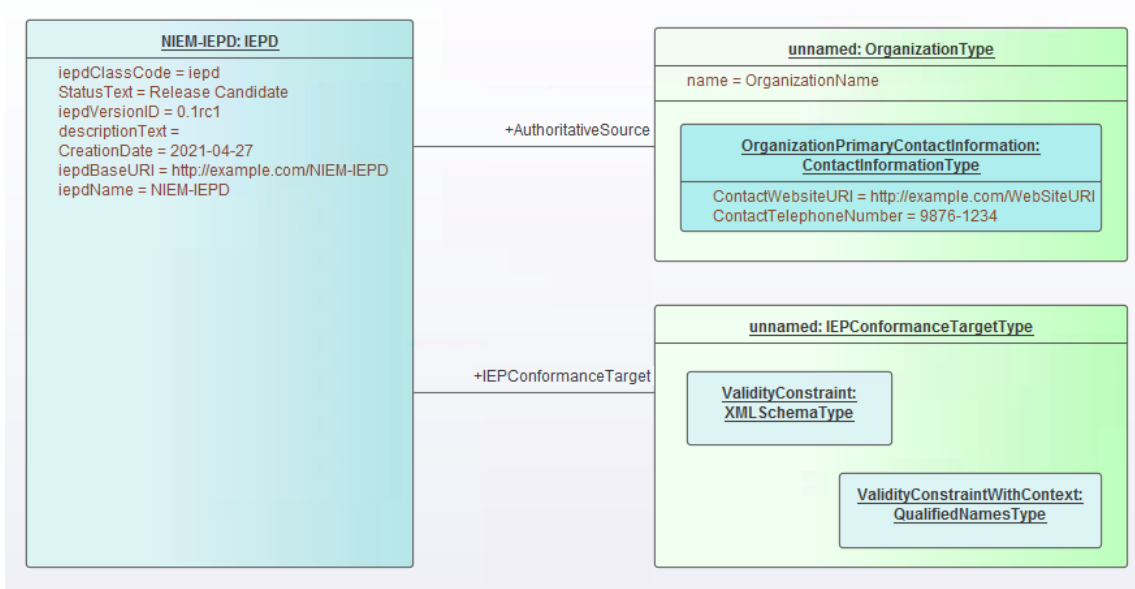 NIEM-IEPD: IEPD
iepdClassCode = iepd
StatusText = Release Candidate
iepdVersionID = 0.1rc1
descriptionText =
CreationDate = 2021-04-27
iepdBaseURI = http://example.com/NIEM-IEPD
iepdName = NIEM-IEPD
+AuthoritativeSource
unnamed: OrganizationType
name = OrganizationName
OrganizationPrimaryContactInformation:
ContactInformationType
ContactWebsiteURI = http://example.com/WebSiteURI
ContactTelephoneNumber = 9876-1234
+IEPConformanceTarget
unnamed: IEPConformanceTargetType
ValidityConstraint:
XMLSchemaType
ValidityConstraintWithContext:
QualifiedNamesType